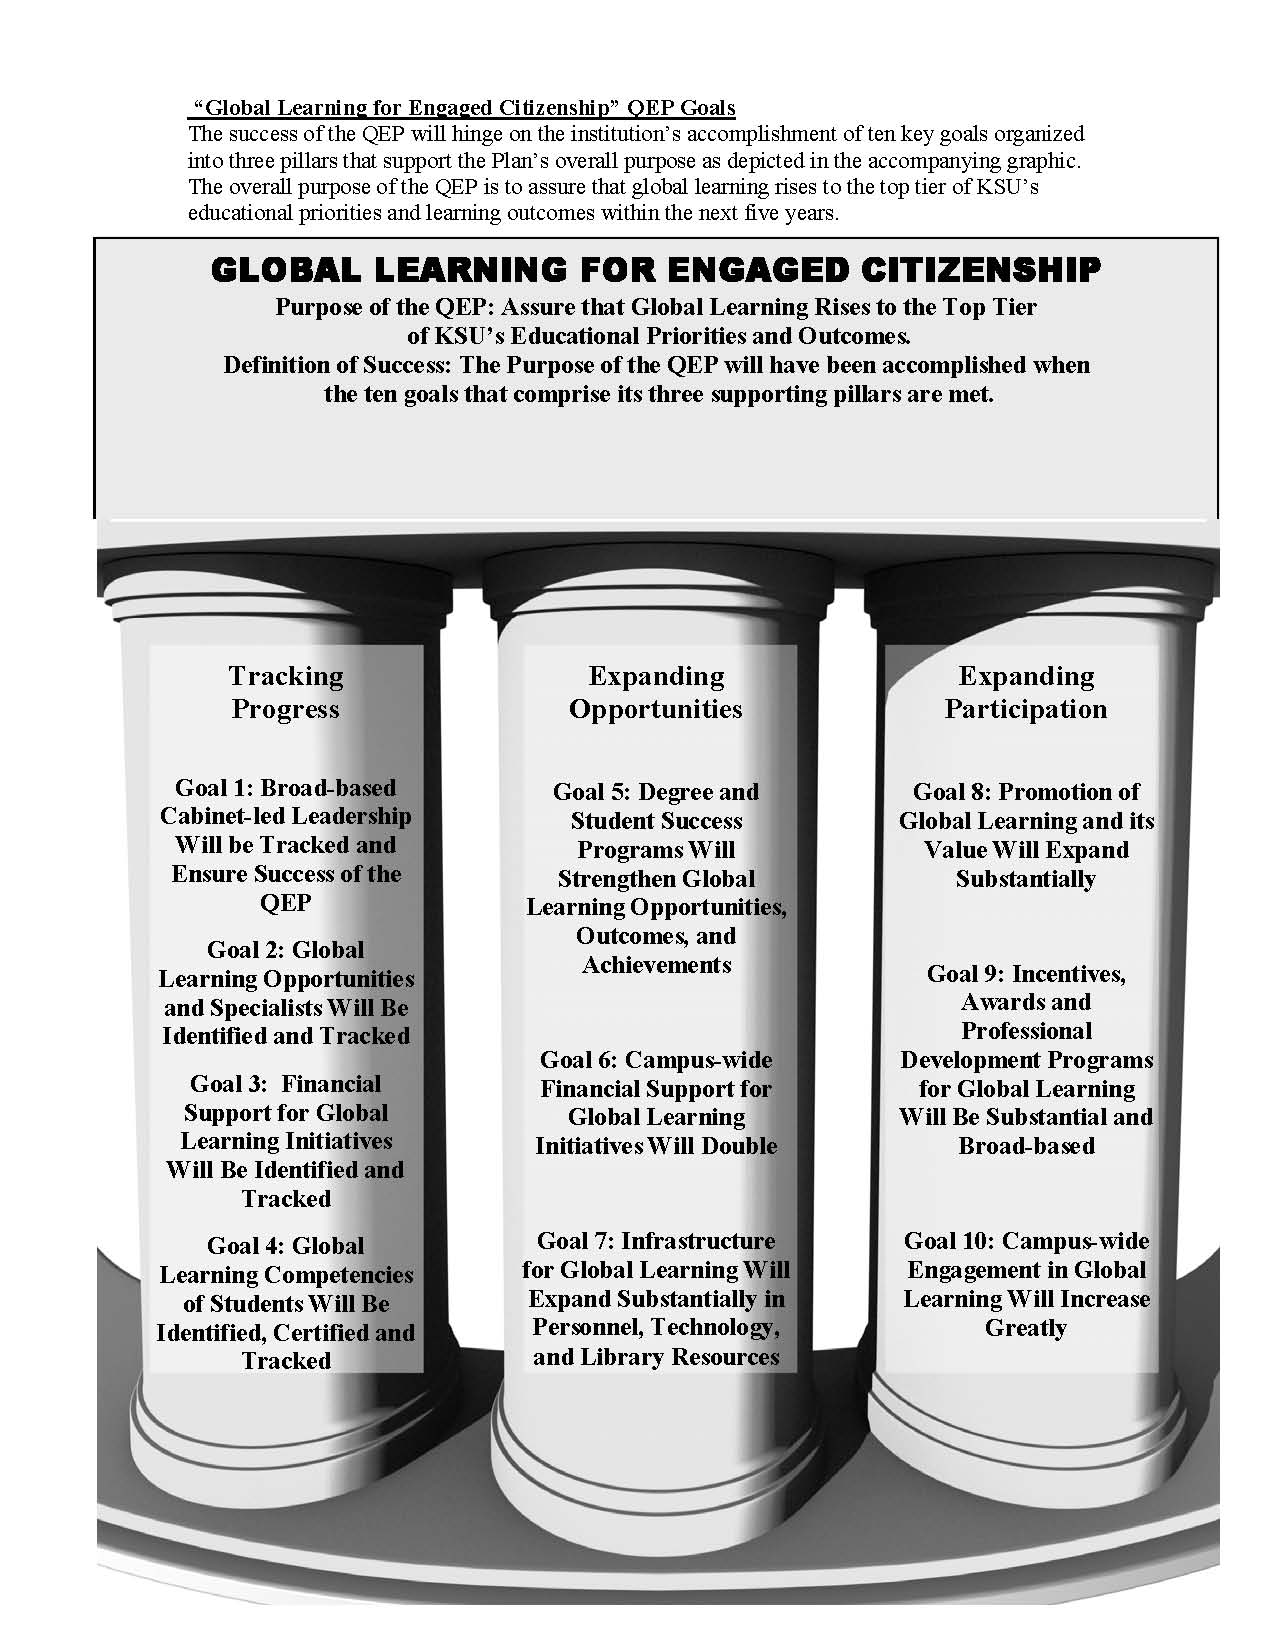 “Global Learning for Engaged Citizenship” QEP Goals
The success of the QEP will hinge on the institution’s accomplishment of ten key goals organized
into three pillars that support the Plan’s overall purpose as depicted in the accompanying graphic.
The overall purpose of the QEP is to assure that global learning rises to the top tier of KSU’s
educational priorities and learning outcomes within the next five years.
GLOBAL LEARNING FOR ENGAGED CITIZENSHIP
Purpose of the QEP: Assure that Global Learning Rises to the Top Tier
of KSU’s Educational Priorities and Outcomes.
Definition of Success: The Purpose of the QEP will have been accomplished when
the ten goals that comprise its three supporting pillars are met.
Tracking
Progress
Goal 1: Broad-based
Cabinet-led Leadership
Will be Tracked and
Ensure Success of the
QEP
Goal 2: Global
Learning Opportunities
and Specialists Will Be
Identified and Tracked
Goal 3:  Financial
Support for Global
Learning Initiatives
Will Be Identified and
Tracked
Goal 4: Global
Learning Competencies
of Students Will Be
Identified, Certified and
Tracked
Expanding
Opportunities
Goal 5: Degree and
Student Success
Programs Will
Strengthen Global
Learning Opportunities,
Outcomes, and
Achievements
Goal 6: Campus-wide
Financial Support for
Global Learning
Initiatives Will Double
Goal 7: Infrastructure
for Global Learning Will
Expand Substantially in
Personnel, Technology,
and Library Resources
Expanding
Participation
Goal 8: Promotion of
Global Learning and its
Value Will Expand
Substantially
Goal 9: Incentives,
Awards and
Professional
Development Programs
for Global Learning
Will Be Substantial and
Broad-based
Goal 10: Campus-wide
Engagement in Global
Learning Will Increase
Greatly